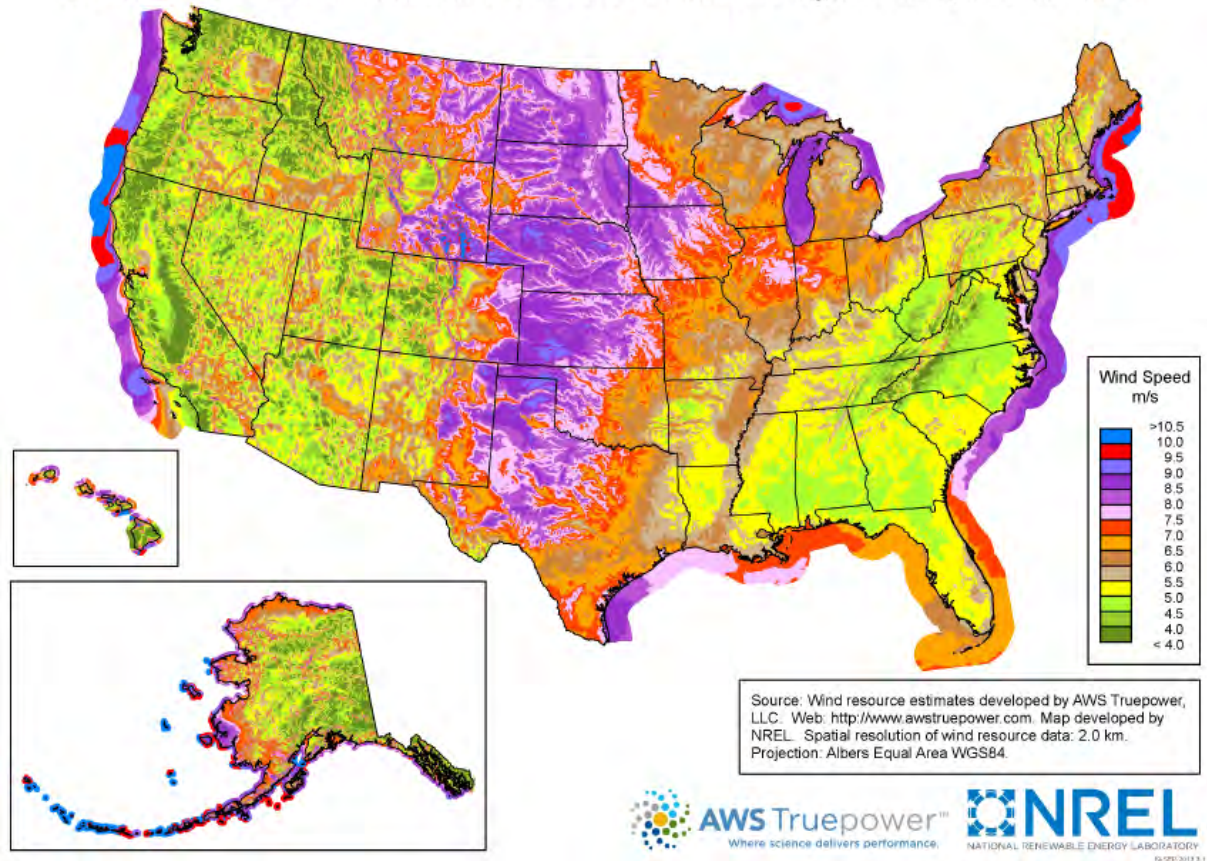 Wind Speed
m/s
>10.5
10.0
9.5
9.0
8.5
8.0
7.5
7.0
6.5
6.0
5.5
5.0
4.5
4.0
< 4.0
Source: Wind resource estimates developed by AWS Truepower,
LLC. Web: http://www.awstruepower.com. Map developed by
NREL. Spatial resolution of wind resource data: 2.0 km.
Projection: Albers Equal Area WGS84.
AWS Truepower™
Where science delivers performance.
NREL
NATIONAL RENEWABLE ENERGY LABORATORY